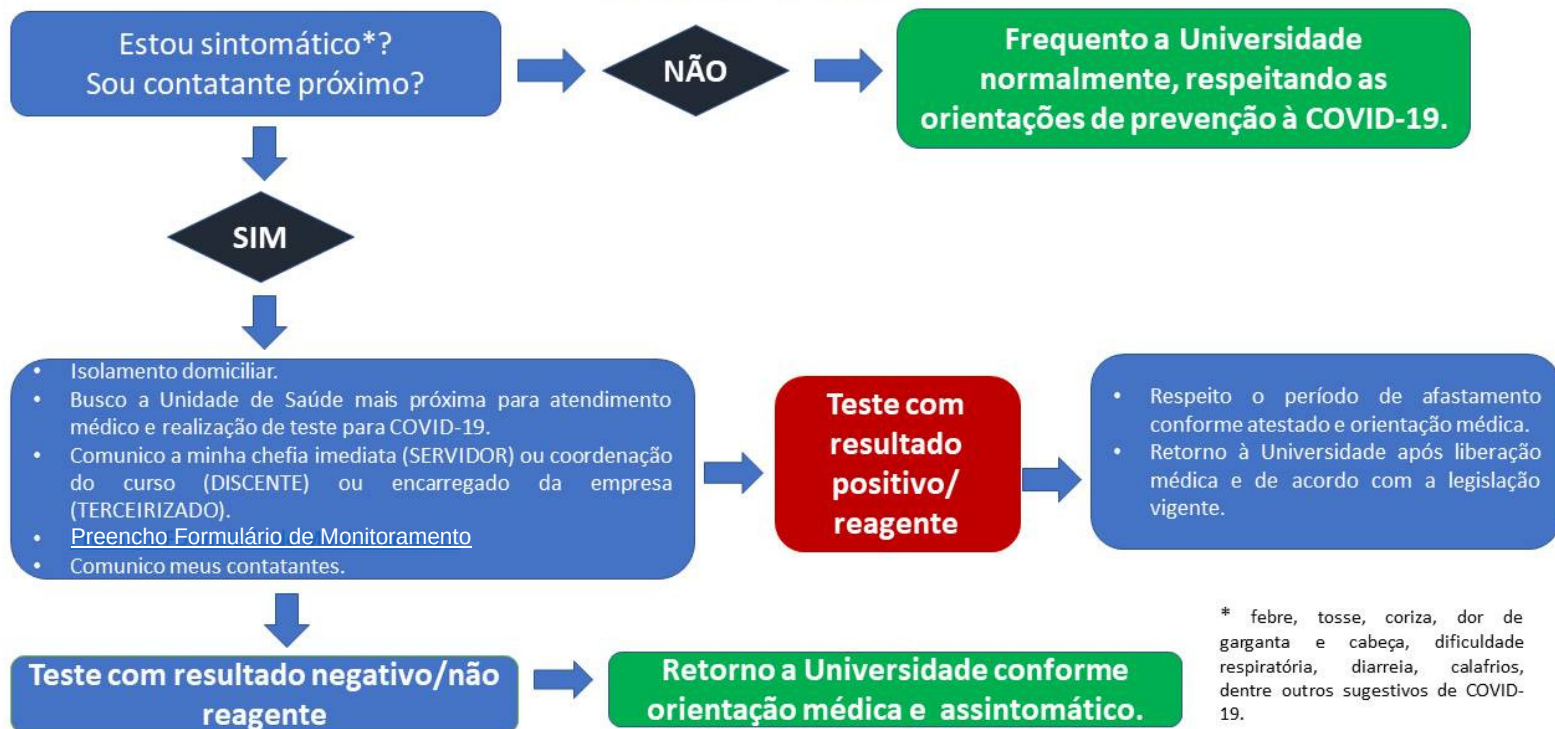 Estou sintomático*?
Sou contatante próximo?
NÃO
Frequento a Universidade
normalmente, respeitando as
orientações de prevenção à COVID-19.
SIM
• Isolamento domiciliar.
• Busco a Unidade de Saúde mais próxima para atendimento
médico e realização de teste para COVID-19.
• Comunico a minha chefia imediata (SERVIDOR) ou coordenação
do curso (DISCENTE) ou encarregado da empresa
(TERCEIRIZADO).
• Preencho Formulário de Monitoramento
• Comunico meus contatantes.
Teste com
resultado
positivo/
reagente
• Respeito o período de afastamento
conforme atestado e orientação médica.
• Retorno à Universidade após liberação
médica e de acordo com a legislação
vigente.
Teste com resultado negativo/não
reagente
Retorno a Universidade conforme
orientação médica e assintomático.
* febre, tosse, coriza, dor de
garganta e cabeça, dificuldade
respiratória, diarreia, calafrios,
dentre outros sugestivos de COVID-
19.